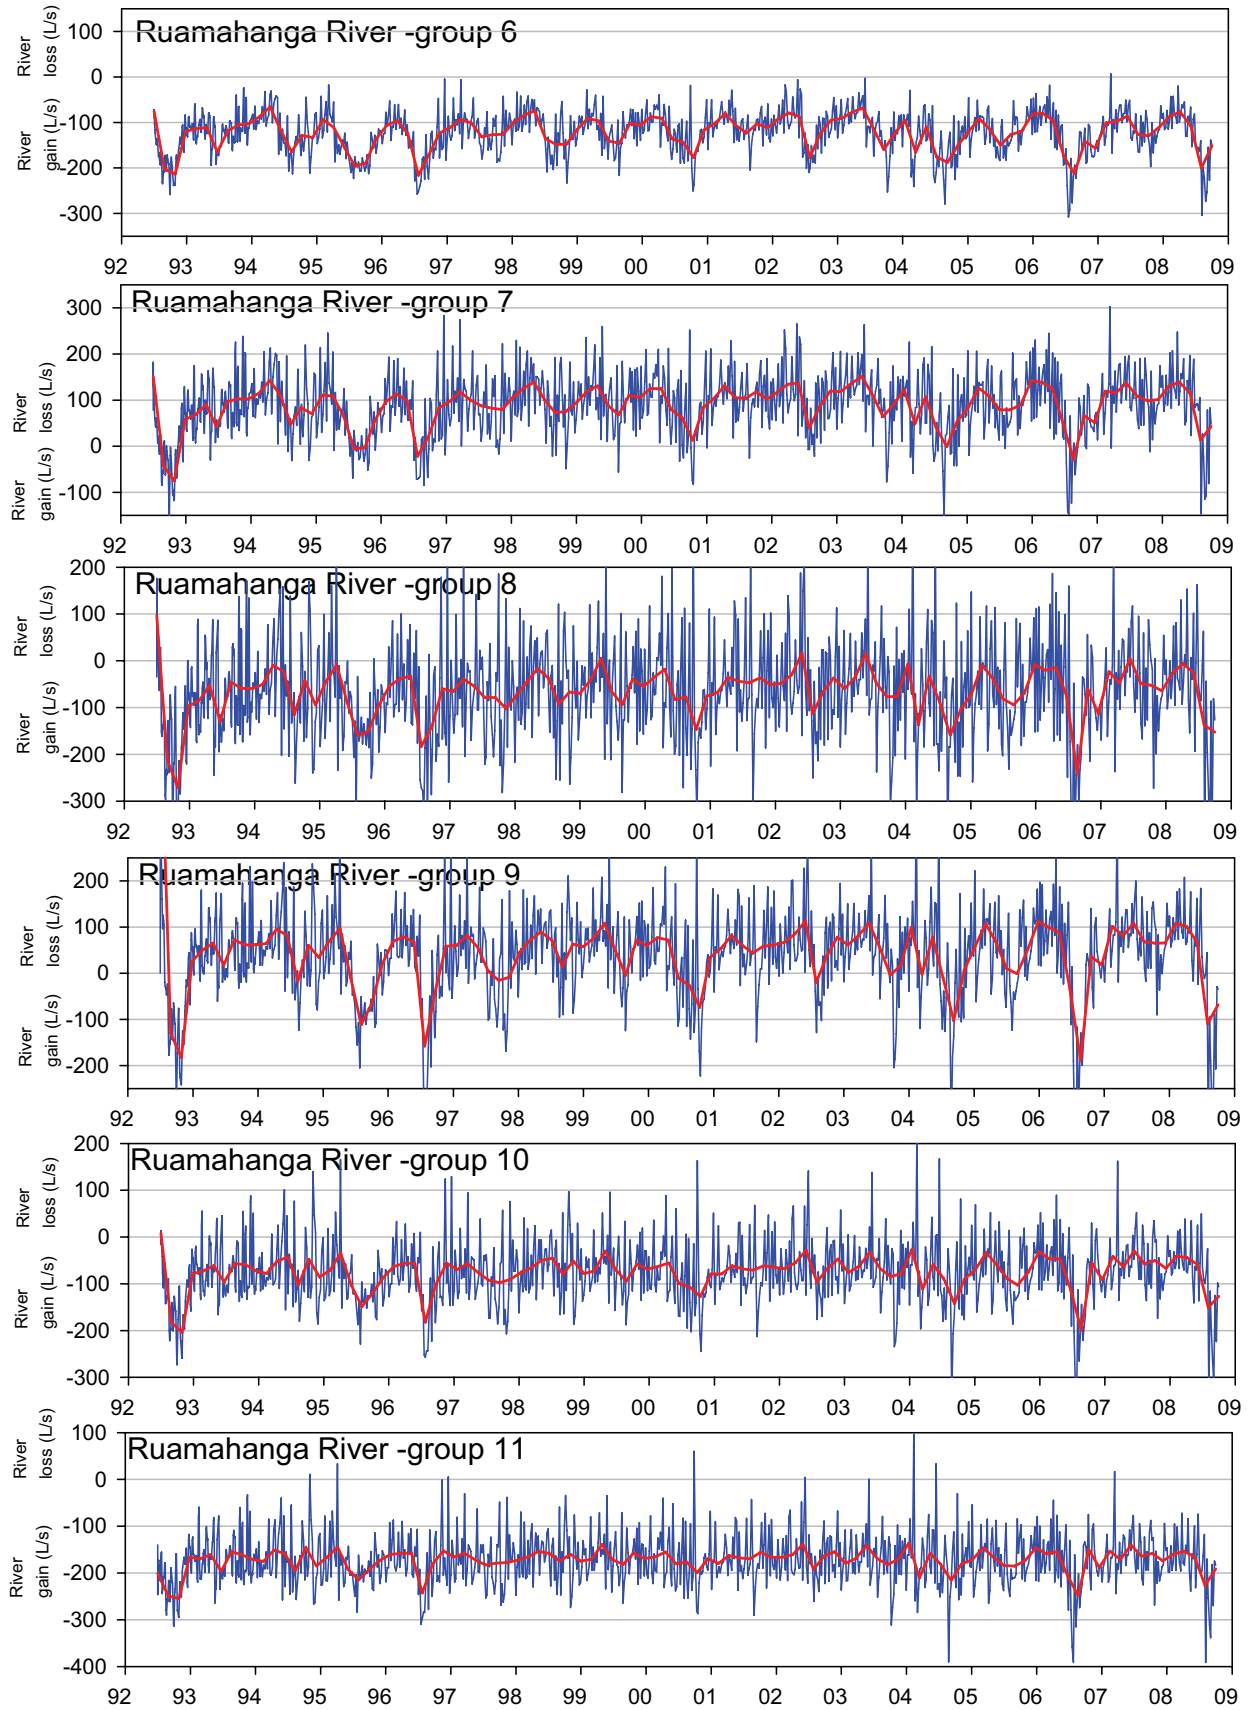 Ruamahanga River -group 6
River
loss (L/s)
River
gain (L/s)
100
0
-100
-200
-300
92 93 94 95 96 97 98 99 00 01 02 03 04 05 06 07 08 09
Ruamahanga River -group 7
River
loss (L/s)
River
gain (L/s)
300
200
100
0
-100
92 93 94 95 96 97 98 99 00 01 02 03 04 05 06 07 08 09
Ruamahanga River -group 8
River
loss (L/s)
River
gain (L/s)
200
100
0
-100
-200
-300
92 93 94 95 96 97 98 99 00 01 02 03 04 05 06 07 08 09
Ruamahanga River -group 9
River
loss (L/s)
River
gain (L/s)
200
100
0
-100
-200
92 93 94 95 96 97 98 99 00 01 02 03 04 05 06 07 08 09
Ruamahanga River -group 10
River
loss (L/s)
River
gain (L/s)
200
100
0
-100
-200
-300
92 93 94 95 96 97 98 99 00 01 02 03 04 05 06 07 08 09
Ruamahanga River -group 11
River
loss (L/s)
River
gain (L/s)
100
0
-100
-200
-300
-400
92 93 94 95 96 97 98 99 00 01 02 03 04 05 06 07 08 09